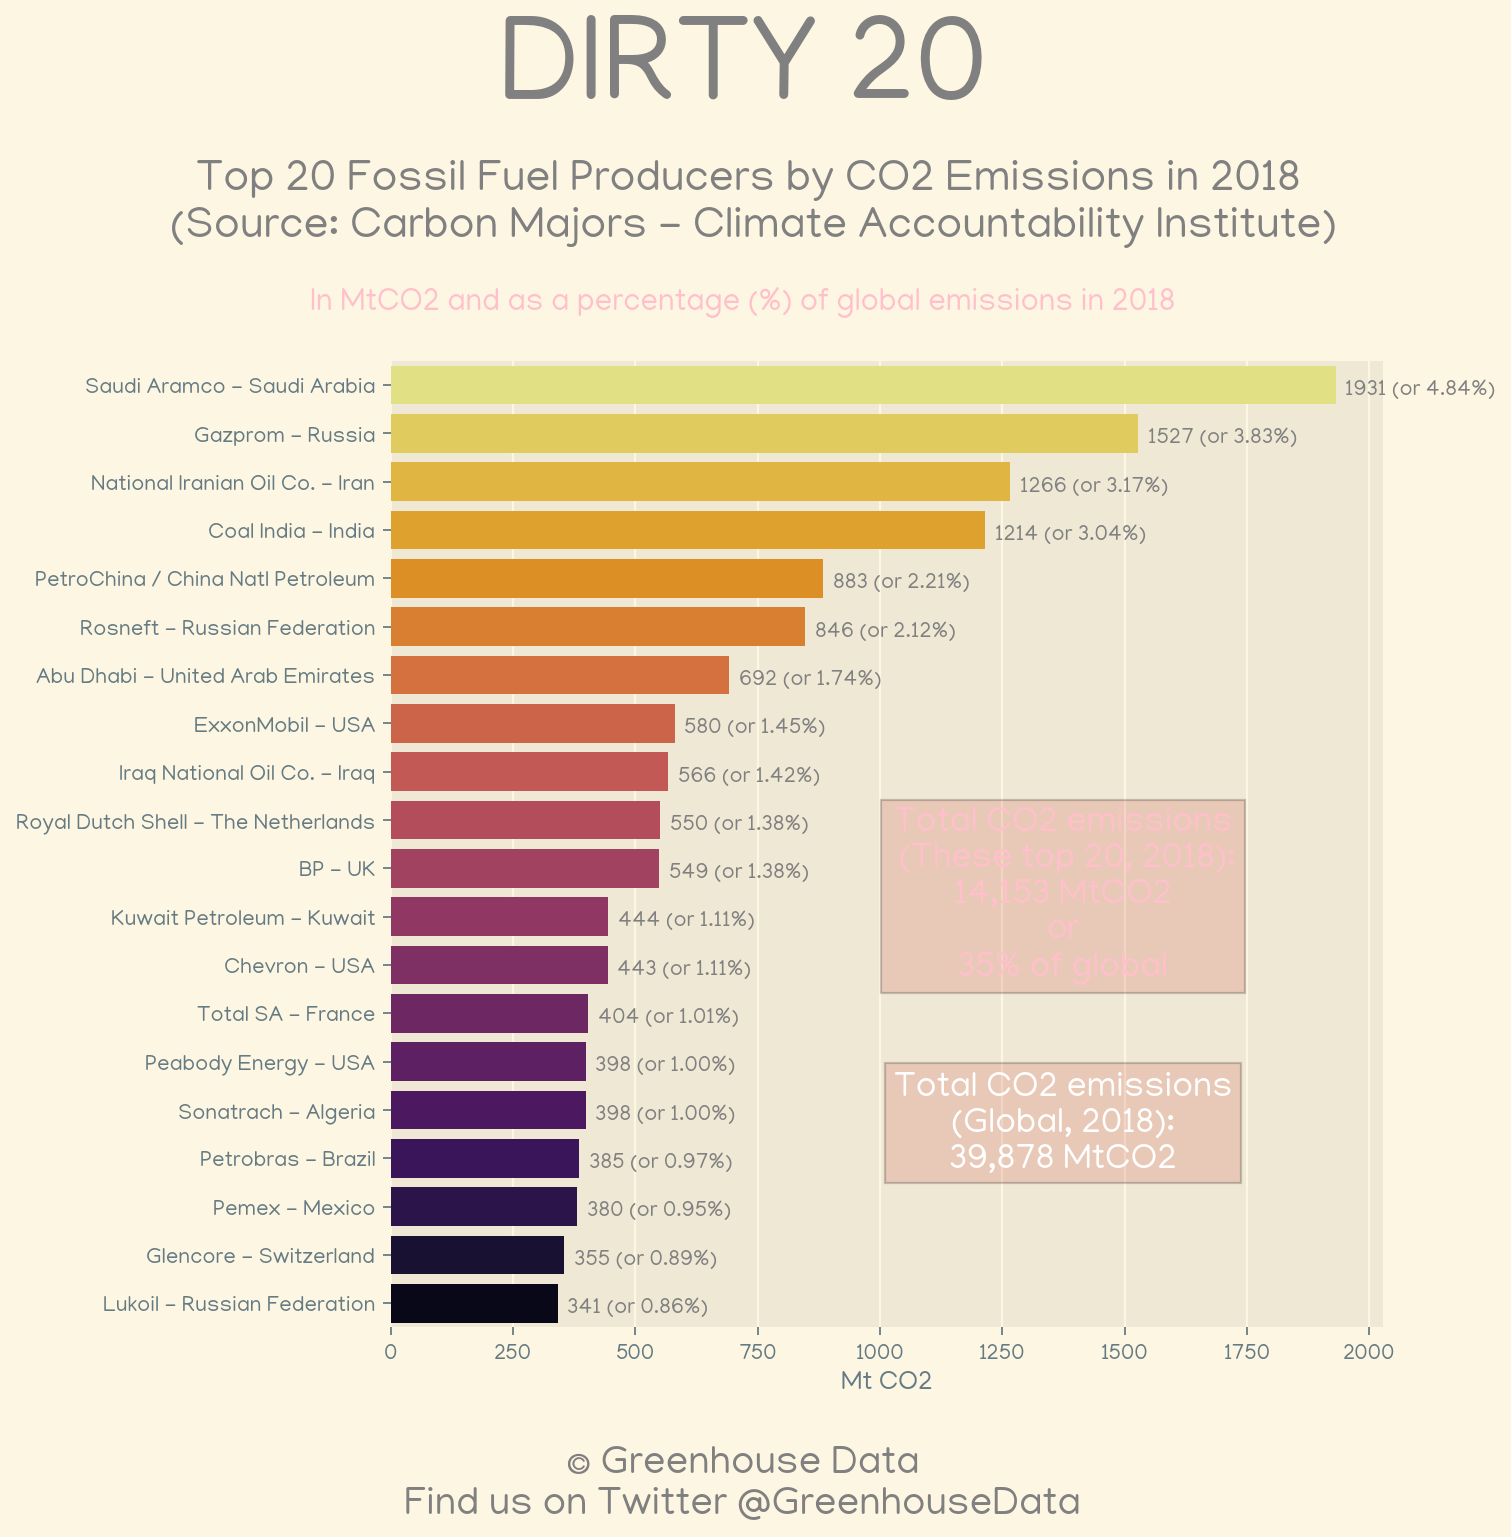 DIRTY 20
Top 20 Fossil Fuel Producers by CO2 Emissions in 2018
(Source: Carbon Majors – Climate Accountability Institute)
In MtCO2 and as a percentage (%) of global emissions in 2018
Saudi Aramco – Saudi Arabia 1931 (or 4.84%)
Gazprom – Russia 1527 (or 3.83%)
National Iranian Oil Co. – Iran 1266 (or 3.17%)
Coal India – India 1214 (or 3.04%)
PetroChina / China Natl Petroleum 883 (or 2.21%)
Rosneft – Russian Federation 846 (or 2.12%)
Abu Dhabi – United Arab Emirates 692 (or 1.74%)
ExxonMobil – USA 580 (or 1.45%)
Iraq National Oil Co. – Iraq 566 (or 1.42%)
Royal Dutch Shell – The Netherlands 550 (or 1.38%)
BP – UK 549 (or 1.38%)
Kuwait Petroleum – Kuwait 444 (or 1.11%)
Chevron – USA 443 (or 1.11%)
Total SA – France 404 (or 1.01%)
Peabody Energy – USA 398 (or 1.00%)
Sonatrach – Algeria 398 (or 1.00%)
Petrobras – Brazil 385 (or 0.97%)
Pemex – Mexico 380 (or 0.95%)
Glencore – Switzerland 355 (or 0.89%)
Lukoil – Russian Federation 341 (or 0.86%)
Total CO2 emissions
(These top 20, 2018):
14,153 MtCO2
or
35% of global
Total CO2 emissions
(Global, 2018):
39,878 MtCO2
0 250 500 750 1000 1250 1500 1750 2000
Mt CO2
© Greenhouse Data
Find us on Twitter @GreenhouseData